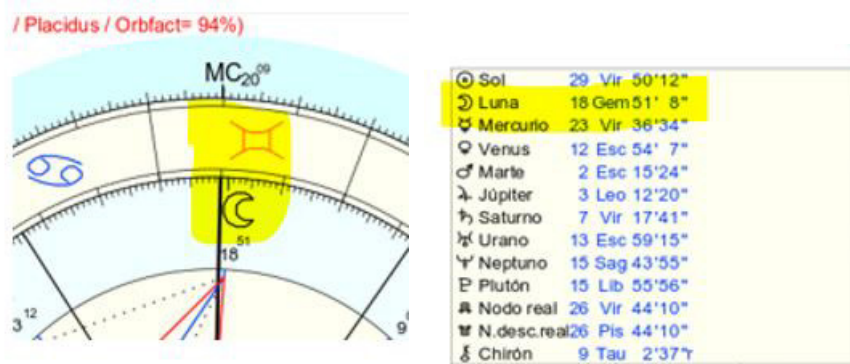 / Placidus / Orbfact= 94%)
MC 20 09
51
18
3 12
9
☉ Sol 29 Vir 50'12"
☽ Luna 18 Gem 51' 8"
☿ Mercurio 23 Vir 36'34"
♀ Venus 12 Esc 54' 7"
♂ Marte 2 Esc 15'24"
♃ Júpiter 3 Leo 12'20"
♄ Saturno 7 Vir 17'41"
♅ Urano 13 Esc 59'15"
♆ Neptuno 15 Sag 43'55"
♇ Plutón 15 Lib 55'56"
☊ Nodo real 26 Vir 44'10"
☋ N.desc.real 26 Pis 44'10"
⚷ Chirón 9 Tau 2'37"r